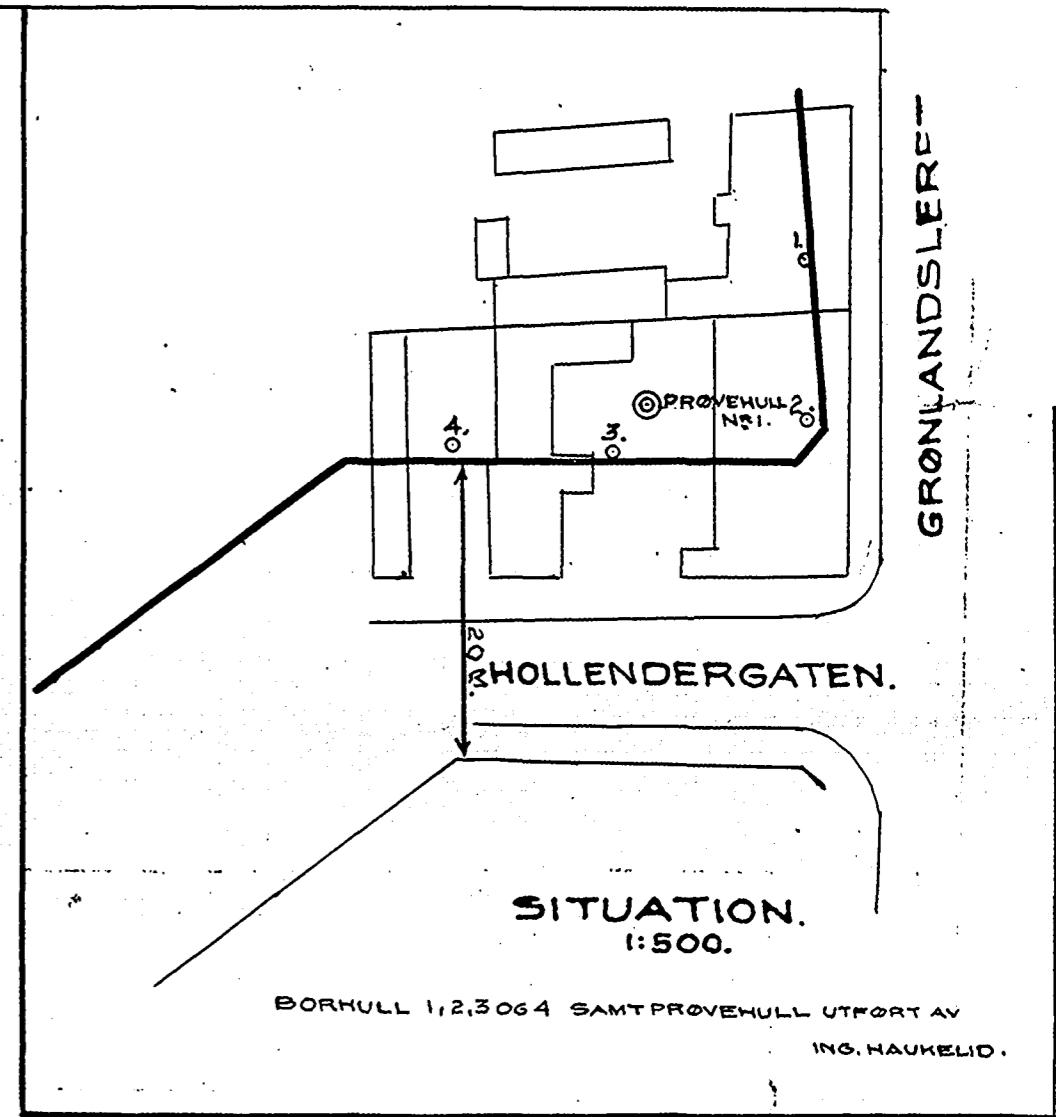 GRØNLANDSLERET
1.
PRØVEHULL
NR1.
2.
3.
4.
20 M.
HOLLENDERGATEN.
SITUATION.
1:500.
BORHULL 1,2,3 OG 4 SAMT PRØVEHULL UTFØRT AV
ING. HAUKELID.